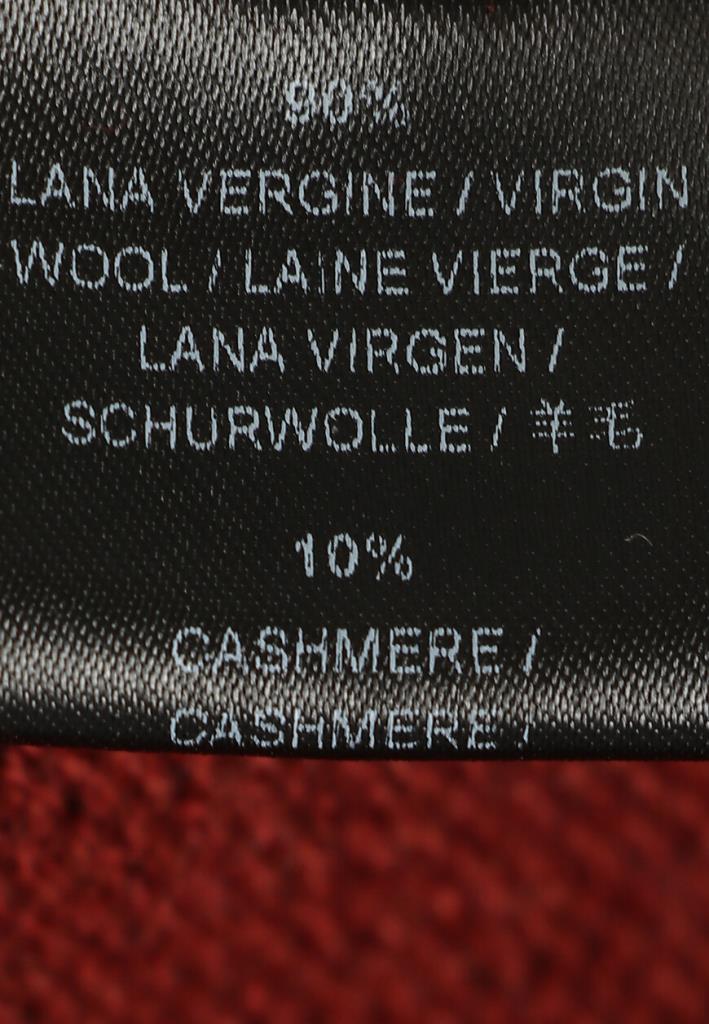 90%
LANA VERGINE / VIRGIN
WOOL / LAINE VIERGE /
LANA VIRGEN /
SCHURWOLLE / 羊毛
10%
CASHMERE /
CASHMERE /